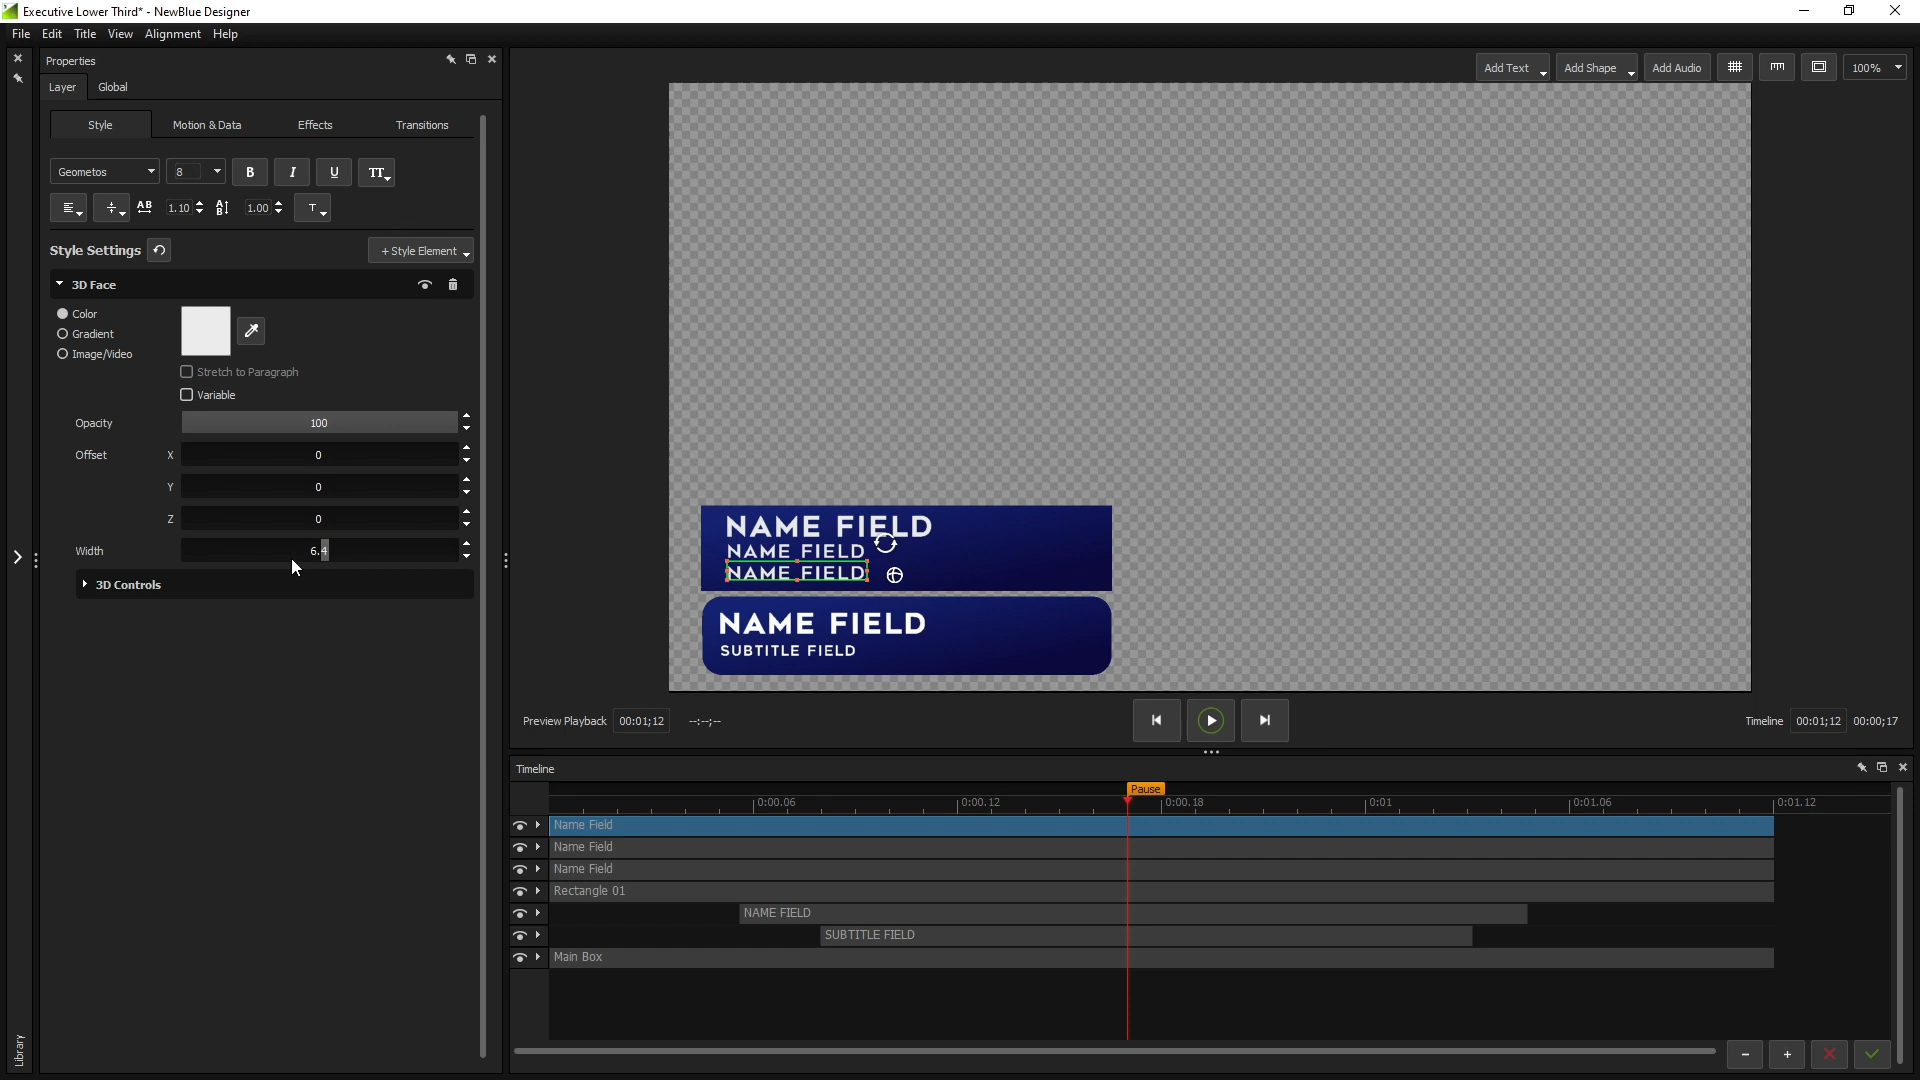 Executive Lower Third* - NewBlue Designer
File Edit Title View Alignment Help
Properties
Layer Global
Style Motion & Data Effects Transitions
Geometos 8 B I U TT
AB 1.10 AB 1.00 T
Style Settings + Style Element
3D Face
Color
Gradient
Image/Video
Stretch to Paragraph
Variable
Opacity 100
Offset X 0
Y 0
Z 0
Width 6.4
3D Controls
Library
Add Text Add Shape Add Audio 100%
NAME FIELD
NAME FIELD
NAME FIELD
NAME FIELD
SUBTITLE FIELD
Preview Playback 00:01;12 --:--;-- Timeline 00:01;12 00:00;17
Timeline
Pause
0:00.06 0:00.12 0:00.18 0:01 0:01.06 0:01.12
Name Field
Name Field
Name Field
Rectangle 01
NAME FIELD
SUBTITLE FIELD
Main Box